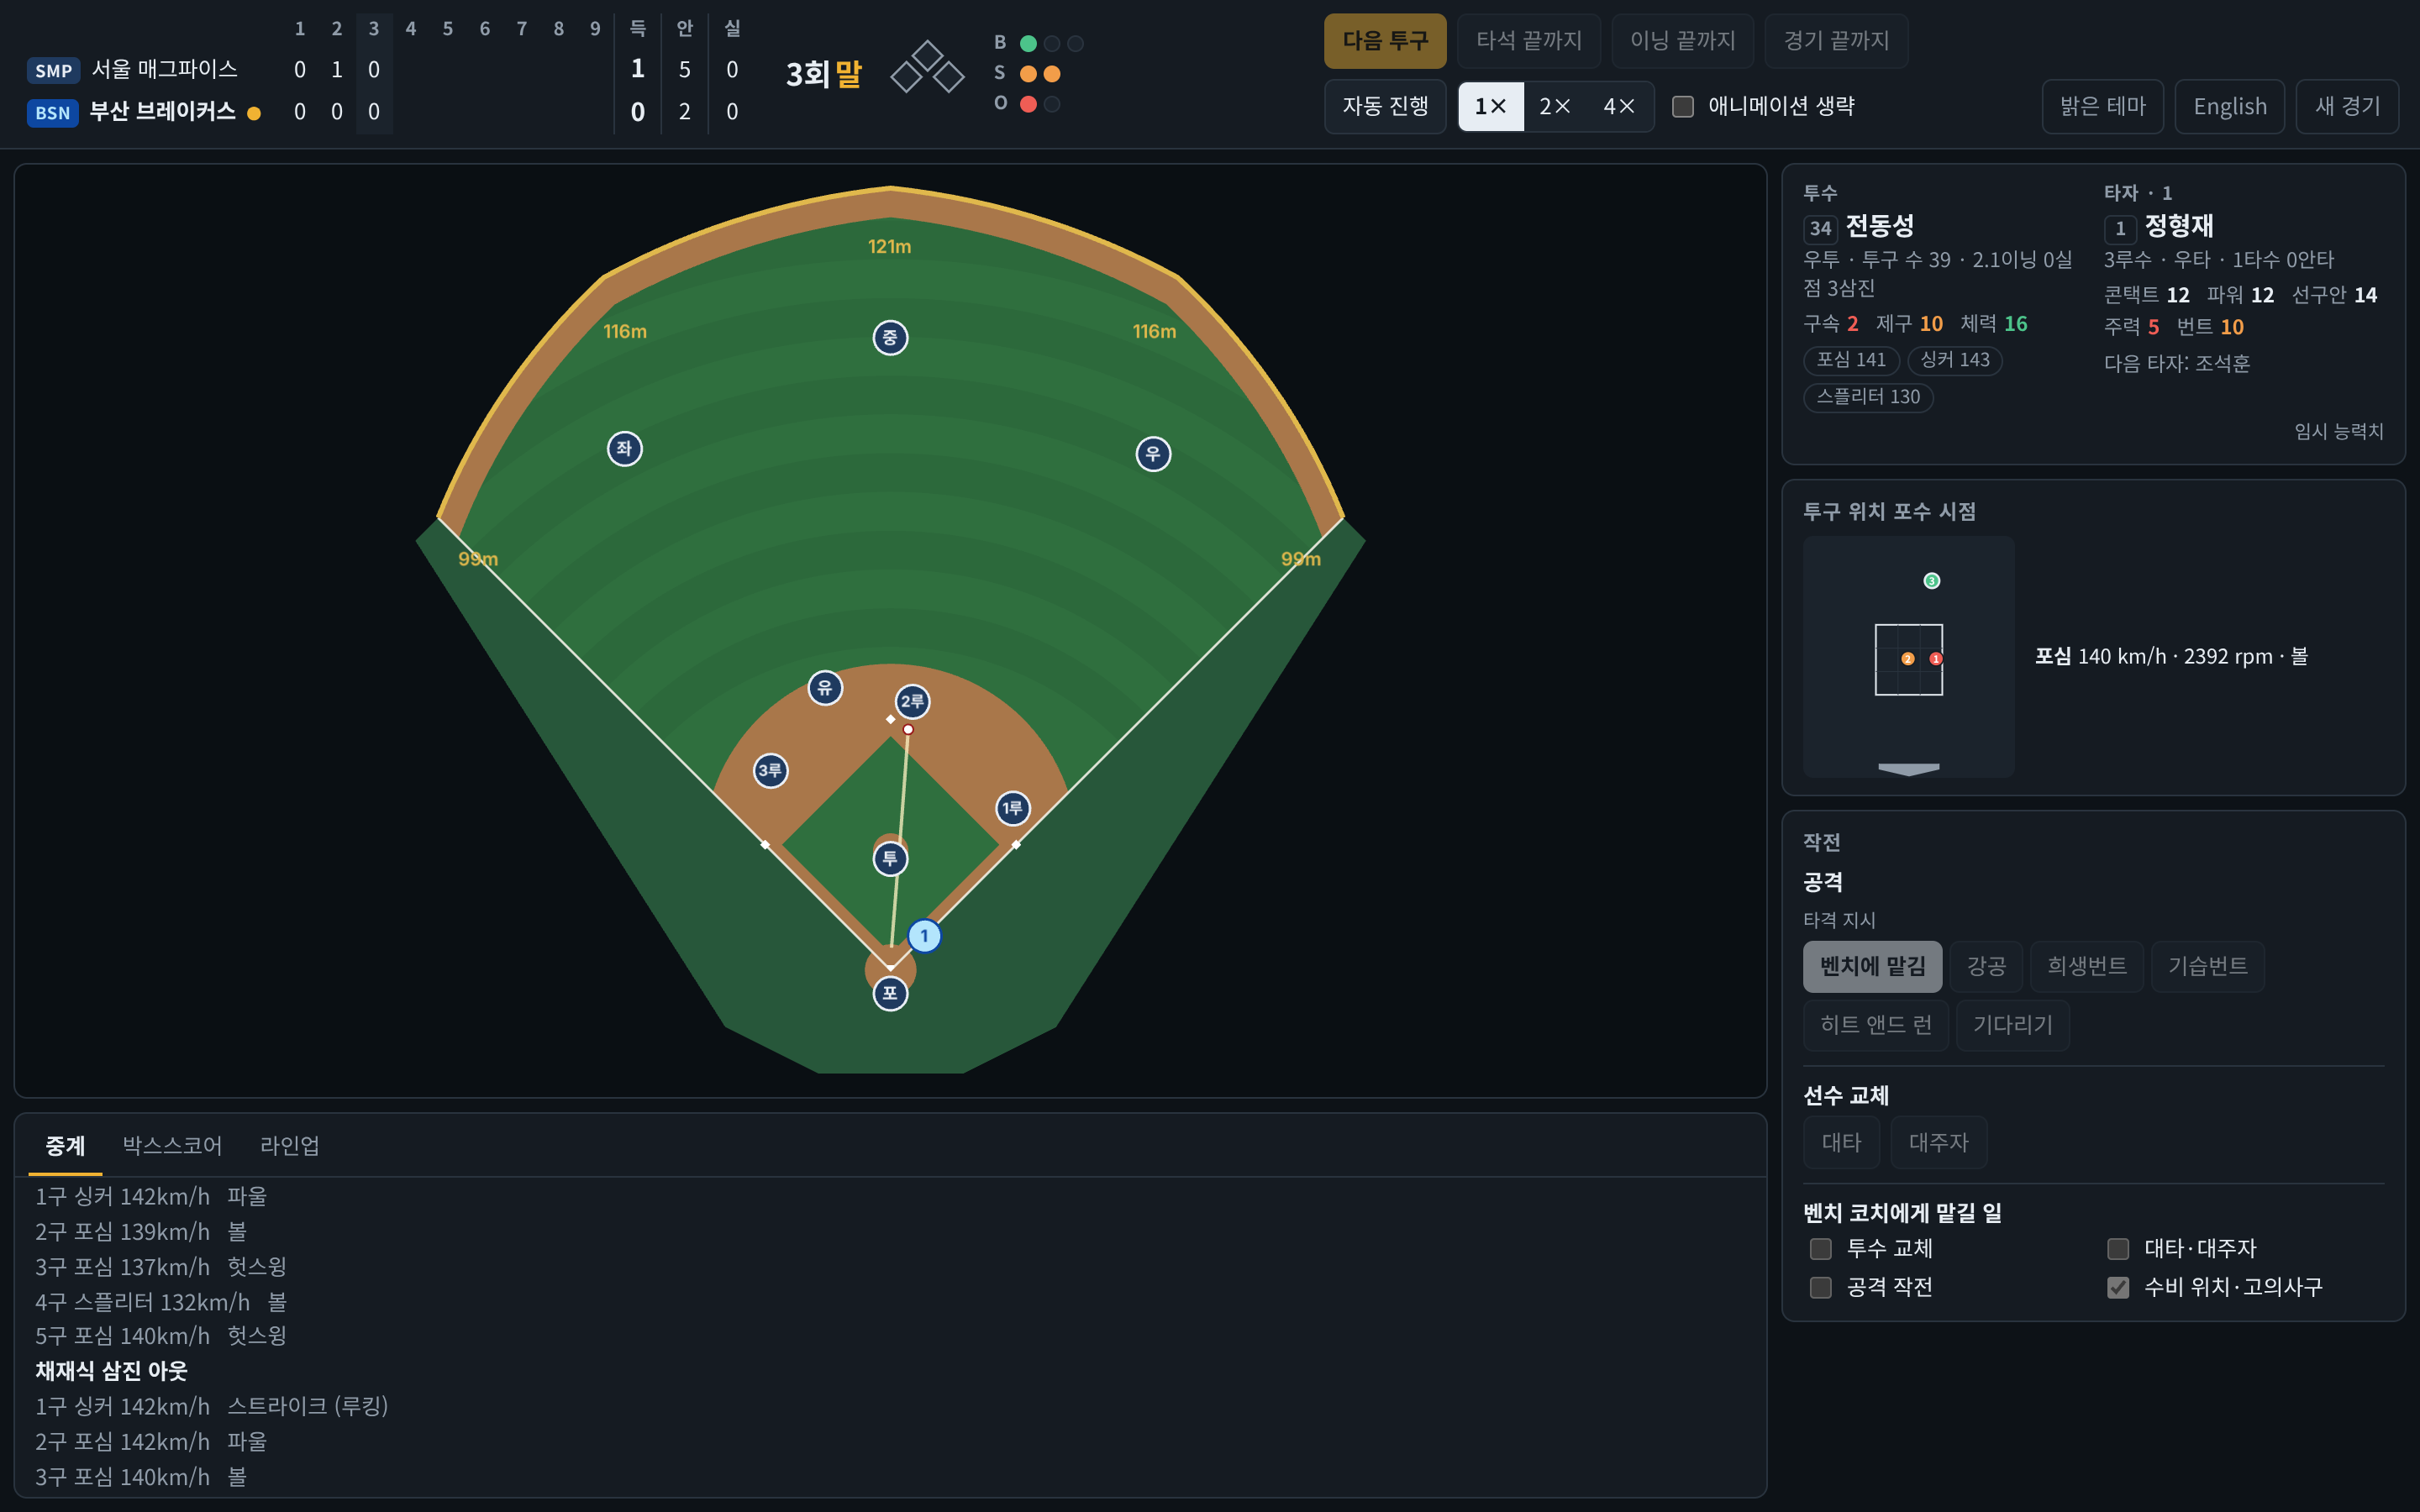 1 2 3 4 5 6 7 8 9 득 안 실
SMP 서울 매그파이스 0 1 0 1 5 0
BSN 부산 브레이커스 0 0 0 0 2 0
3회말
B
S
O
다음 투구 타석 끝까지 이닝 끝까지 경기 끝까지
자동 진행 1× 2× 4× 애니메이션 생략
밝은 테마 English 새 경기
121m
116m 116m
중
좌 우
99m 99m
유 2루
3루 1루
투
1
포
투수
34 전동성
우투 · 투구 수 39 · 2.1이닝 0실
점 3삼진
구속 2 제구 10 체력 16
포심 141 싱커 143
스플리터 130
타자 · 1
1 정형재
3루수 · 우타 · 1타수 0안타
콘택트 12 파워 12 선구안 14
주력 5 번트 10
다음 타자: 조석훈
임시 능력치
투구 위치 포수 시점
3
2 1
포심 140 km/h · 2392 rpm · 볼
작전
공격
타격 지시
벤치에 맡김 강공 희생번트 기습번트
히트 앤드 런 기다리기
선수 교체
대타 대주자
벤치 코치에게 맡길 일
투수 교체 대타·대주자
공격 작전 수비 위치·고의사구
중계 박스스코어 라인업
1구 싱커 142km/h 파울
2구 포심 139km/h 볼
3구 포심 137km/h 헛스윙
4구 스플리터 132km/h 볼
5구 포심 140km/h 헛스윙
채재식 삼진 아웃
1구 싱커 142km/h 스트라이크 (루킹)
2구 포심 142km/h 파울
3구 포심 140km/h 볼